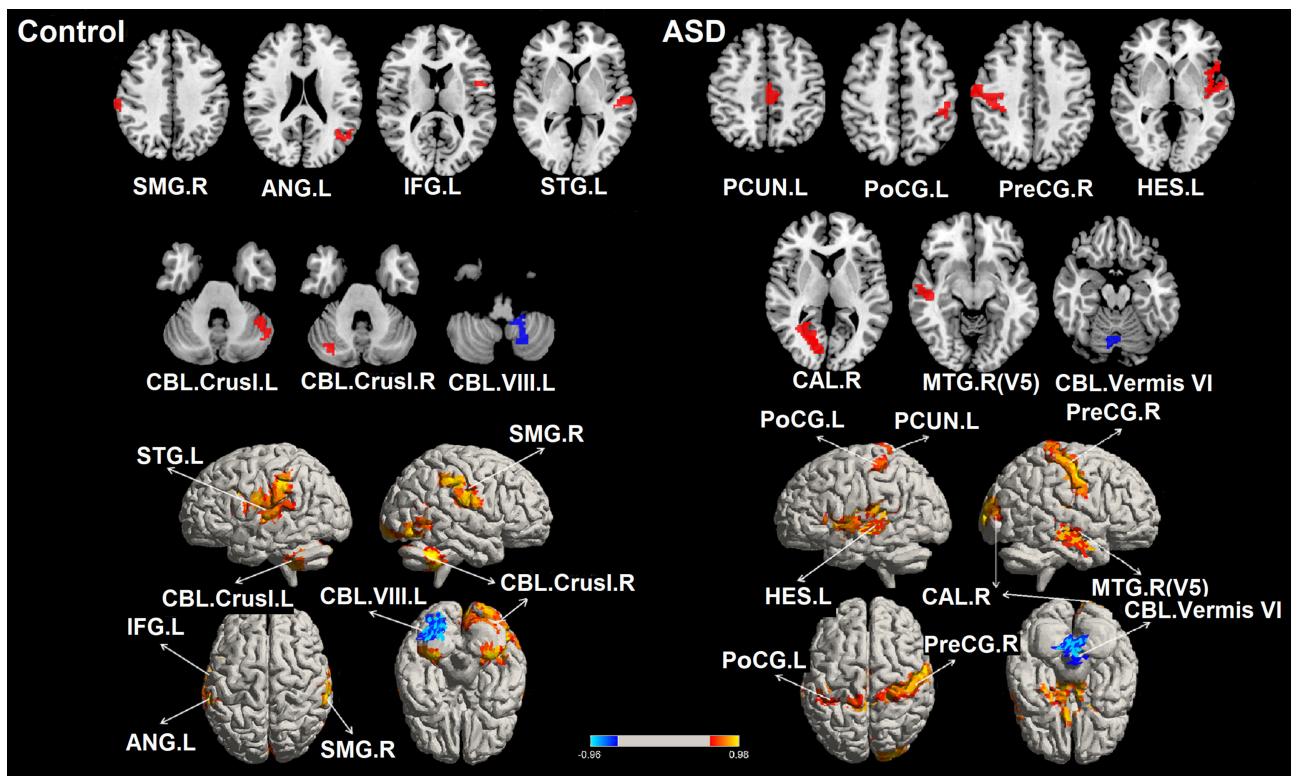 Control
ASD
SMG.R
ANG.L
IFG.L
STG.L
PCUN.L
PoCG.L
PreCG.R
HES.L
CBL.CrusI.L
CBL.CrusI.R
CBL.VIII.L
CAL.R
MTG.R(V5)
CBL.Vermis VI
STG.L
SMG.R
PoCG.L
PCUN.L
PreCG.R
CBL.CrusI.L
CBL.VIII.L
CBL.CrusI.R
HES.L
CAL.R
MTG.R(V5)
CBL.Vermis VI
IFG.L
ANG.L
SMG.R
PoCG.L
PreCG.R
-0.96
0.98